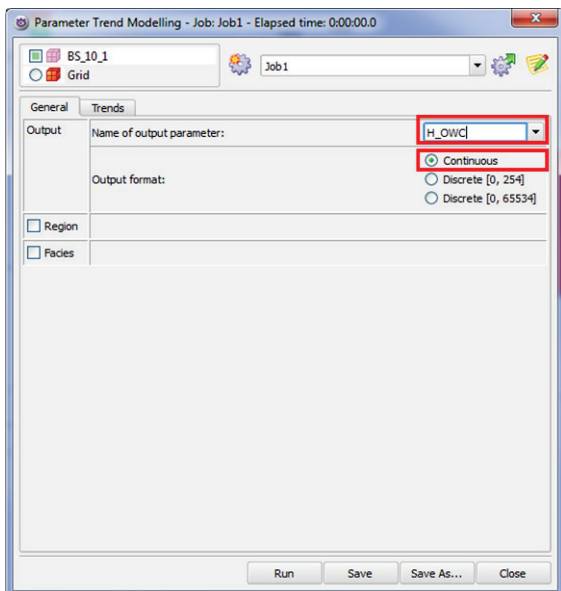 Parameter Trend Modelling - Job: Job1 - Elapsed time: 0:00:00.0
BS_10_1
Grid
Job1
General Trends
Output Name of output parameter: H_OWC
Output format: Continuous
Discrete [0, 254]
Discrete [0, 65534]
Region
Facies
Run Save Save As... Close